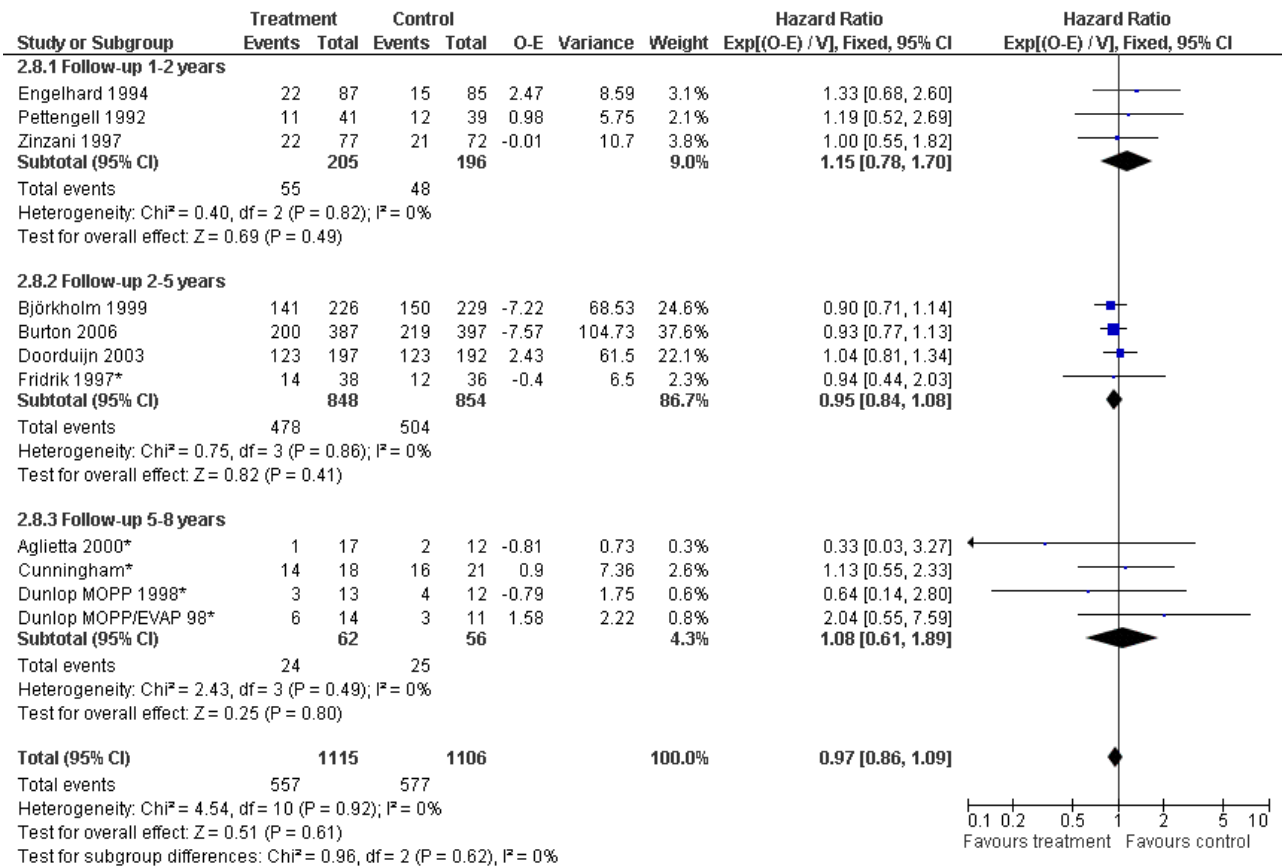 Treatment Control Hazard Ratio Hazard Ratio
Study or Subgroup Events Total Events Total O-E Variance Weight Exp[(O-E) / V], Fixed, 95% CI Exp[(O-E) / V], Fixed, 95% CI
2.8.1 Follow-up 1-2 years
Engelhard 1994 22 87 15 85 2.47 8.59 3.1% 1.33 [0.68, 2.60]
Pettengell 1992 11 41 12 39 0.98 5.75 2.1% 1.19 [0.52, 2.69]
Zinzani 1997 22 77 21 72 -0.01 10.7 3.8% 1.00 [0.55, 1.82]
Subtotal (95% CI) 205 196 9.0% 1.15 [0.78, 1.70]
Total events 55 48
Heterogeneity: Chi² = 0.40, df = 2 (P = 0.82); I² = 0%
Test for overall effect: Z = 0.69 (P = 0.49)
2.8.2 Follow-up 2-5 years
Björkholm 1999 141 226 150 229 -7.22 68.53 24.6% 0.90 [0.71, 1.14]
Burton 2006 200 387 219 397 -7.57 104.73 37.6% 0.93 [0.77, 1.13]
Doorduijn 2003 123 197 123 192 2.43 61.5 22.1% 1.04 [0.81, 1.34]
Fridrik 1997* 14 38 12 36 -0.4 6.5 2.3% 0.94 [0.44, 2.03]
Subtotal (95% CI) 848 854 86.7% 0.95 [0.84, 1.08]
Total events 478 504
Heterogeneity: Chi² = 0.75, df = 3 (P = 0.86); I² = 0%
Test for overall effect: Z = 0.82 (P = 0.41)
2.8.3 Follow-up 5-8 years
Aglietta 2000* 1 17 2 12 -0.81 0.73 0.3% 0.33 [0.03, 3.27]
Cunningham* 14 18 16 21 0.9 7.36 2.6% 1.13 [0.55, 2.33]
Dunlop MOPP 1998* 3 13 4 12 -0.79 1.75 0.6% 0.64 [0.14, 2.80]
Dunlop MOPP/EVAP 98* 6 14 3 11 1.58 2.22 0.8% 2.04 [0.55, 7.59]
Subtotal (95% CI) 62 56 4.3% 1.08 [0.61, 1.89]
Total events 24 25
Heterogeneity: Chi² = 2.43, df = 3 (P = 0.49); I² = 0%
Test for overall effect: Z = 0.25 (P = 0.80)
Total (95% CI) 1115 1106 100.0% 0.97 [0.86, 1.09]
Total events 557 577
Heterogeneity: Chi² = 4.54, df = 10 (P = 0.92); I² = 0%
Test for overall effect: Z = 0.51 (P = 0.61)
Test for subgroup differences: Chi² = 0.96, df = 2 (P = 0.62), I² = 0%
0.1 0.2 0.5 1 2 5 10
Favours treatment Favours control